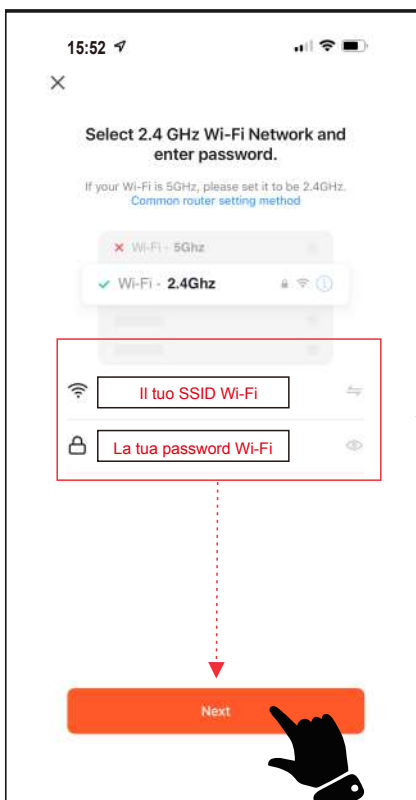 15:52
Select 2.4 GHz Wi-Fi Network and
enter password.
If your Wi-Fi is 5GHz, please set it to be 2.4GHz.
Common router setting method
Wi-Fi - 5Ghz
Wi-Fi - 2.4Ghz
Il tuo SSID Wi-Fi
La tua password Wi-Fi
Next